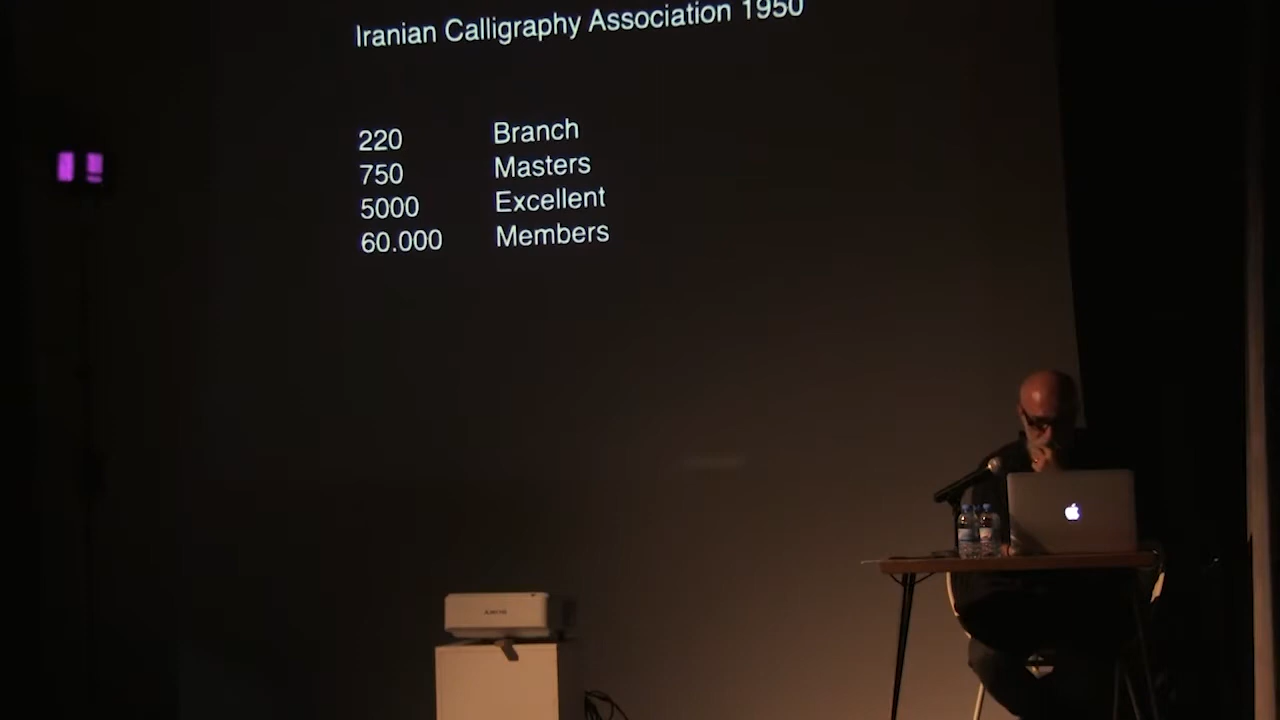 Iranian Calligraphy Association 1950
220 Branch
750 Masters
5000 Excellent
60.000 Members